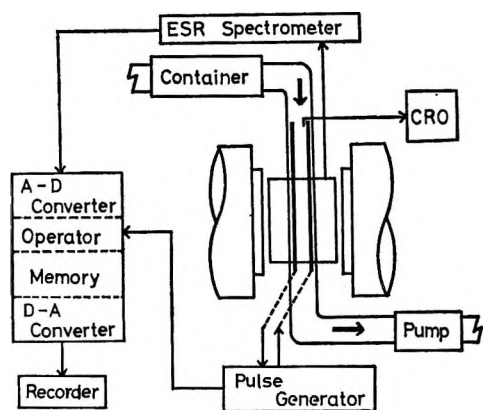 ESR Spectrometer
Container
CRO
A-D
Converter
Operator
Memory
D-A
Converter
Pump
Recorder
Pulse
Generator